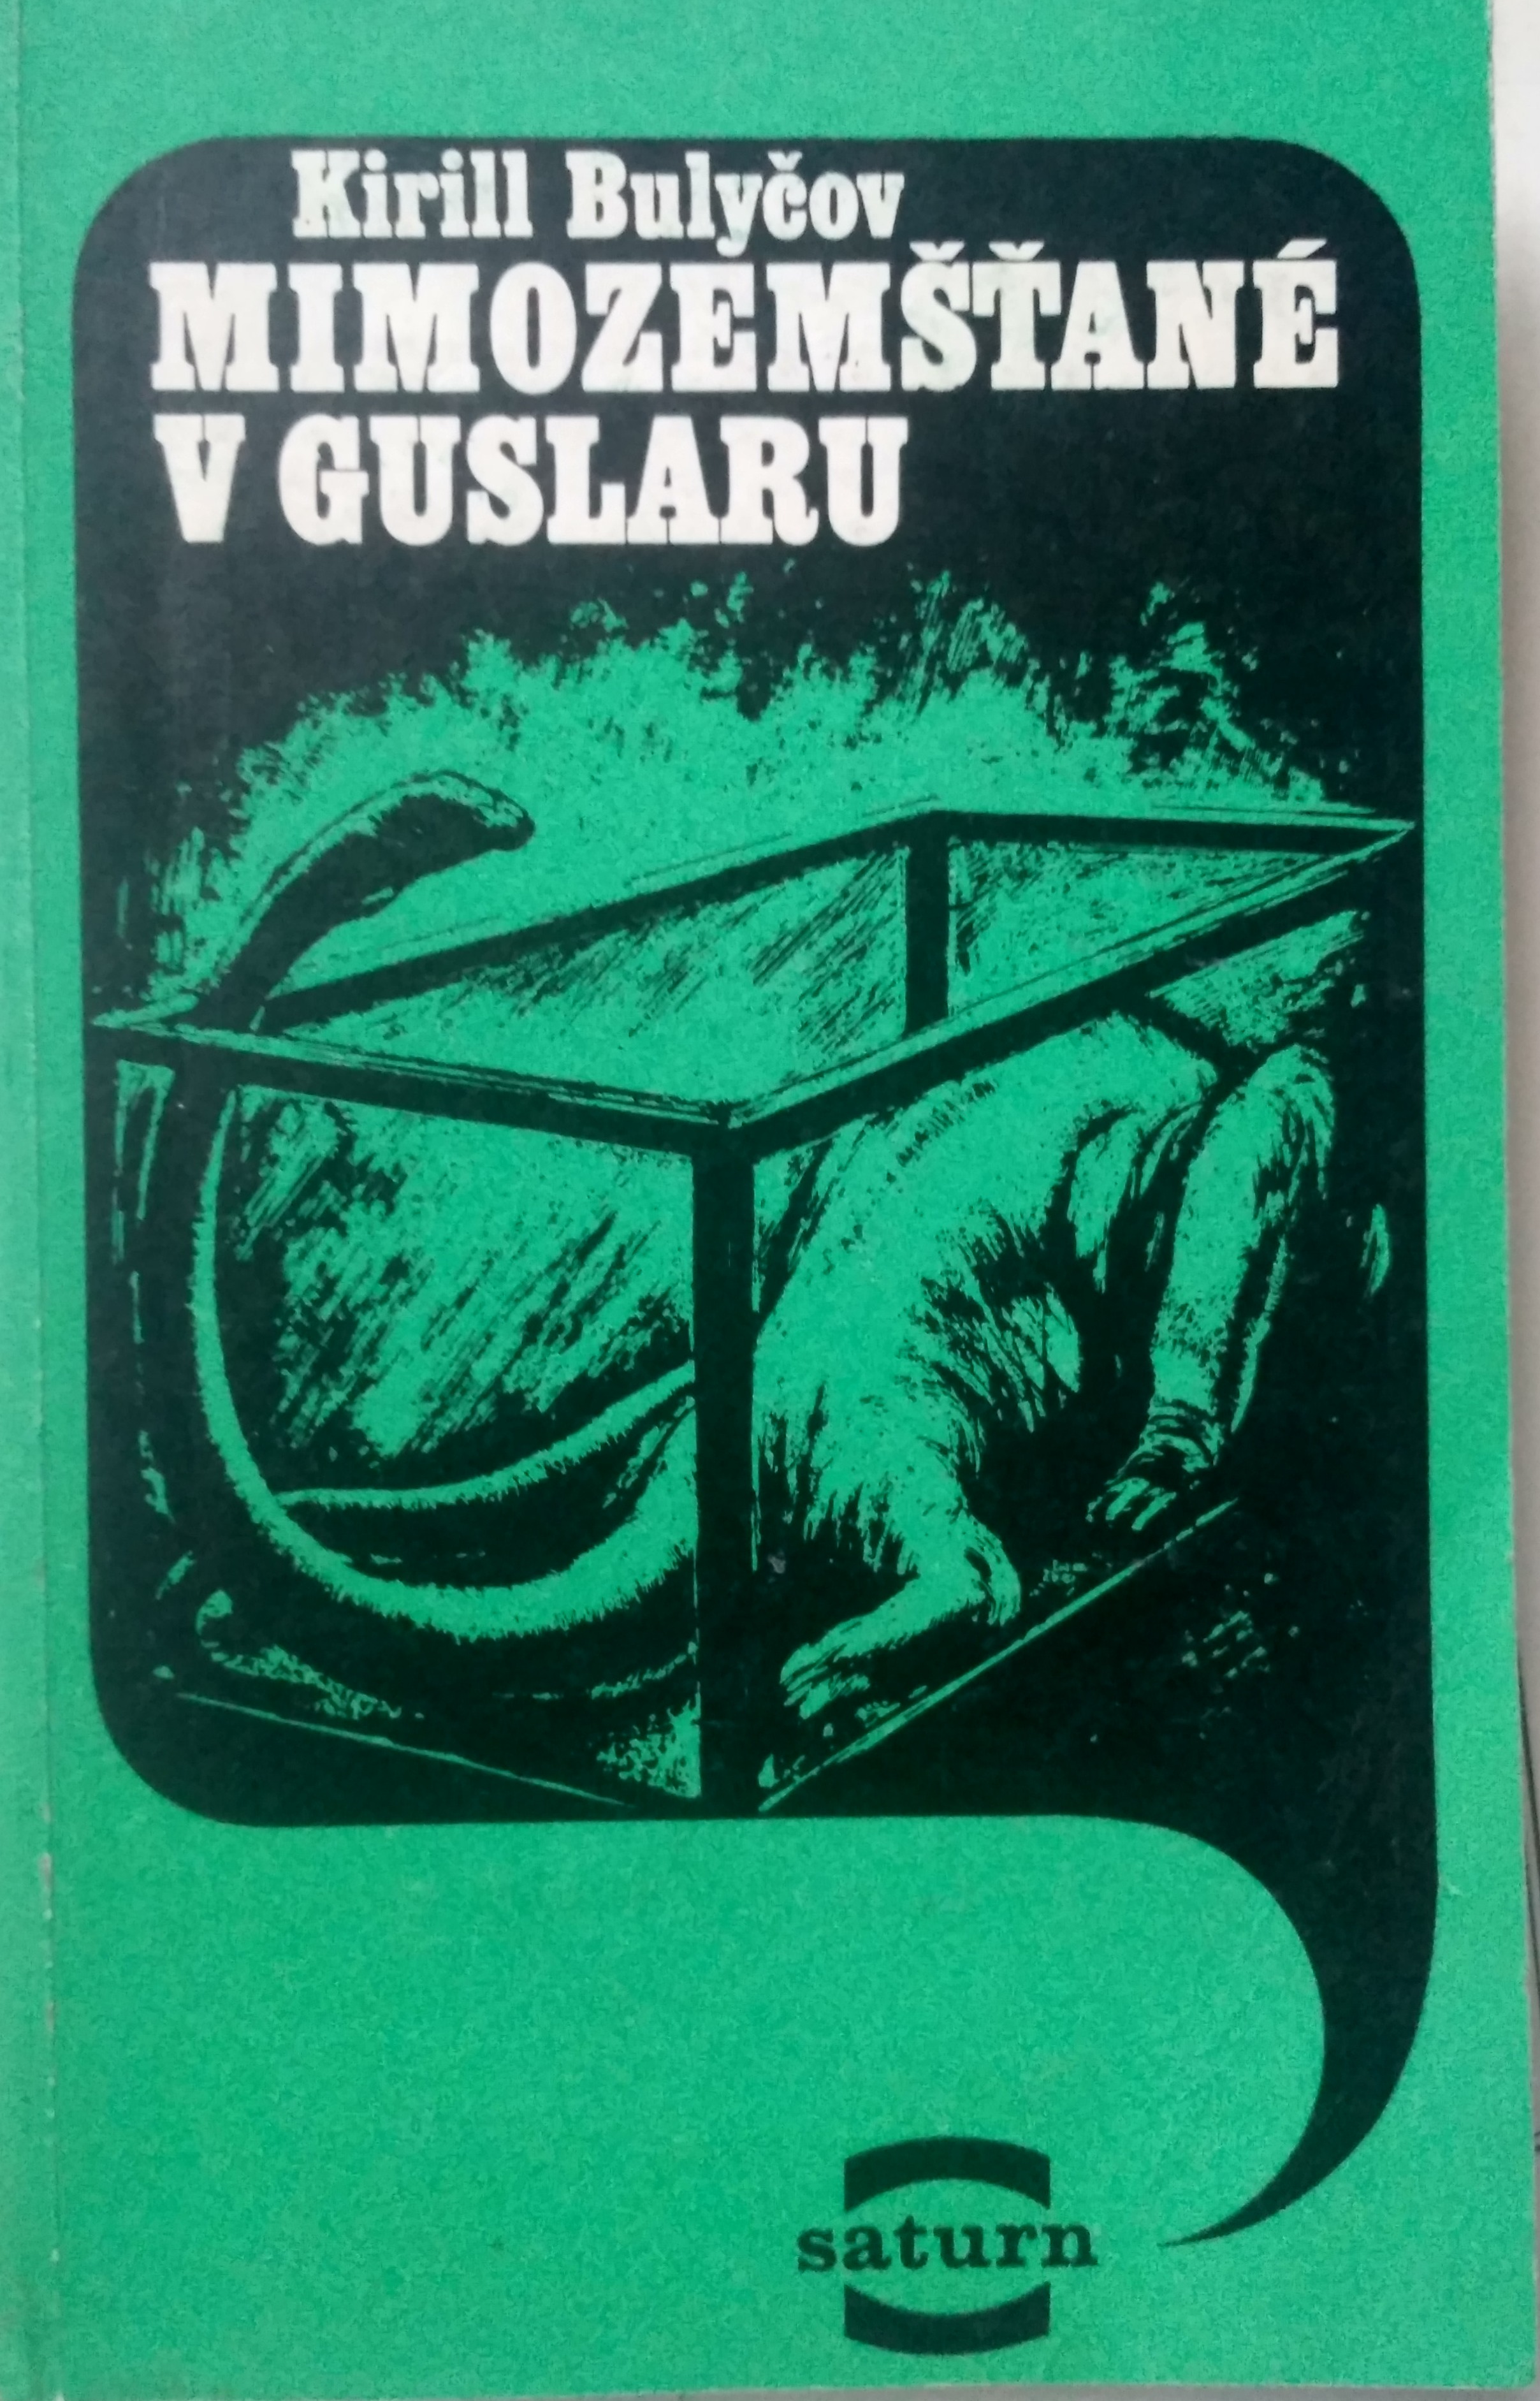 Kirill Bulyčov
MIMOZEMŠŤANÉ
V GUSLARU
saturn